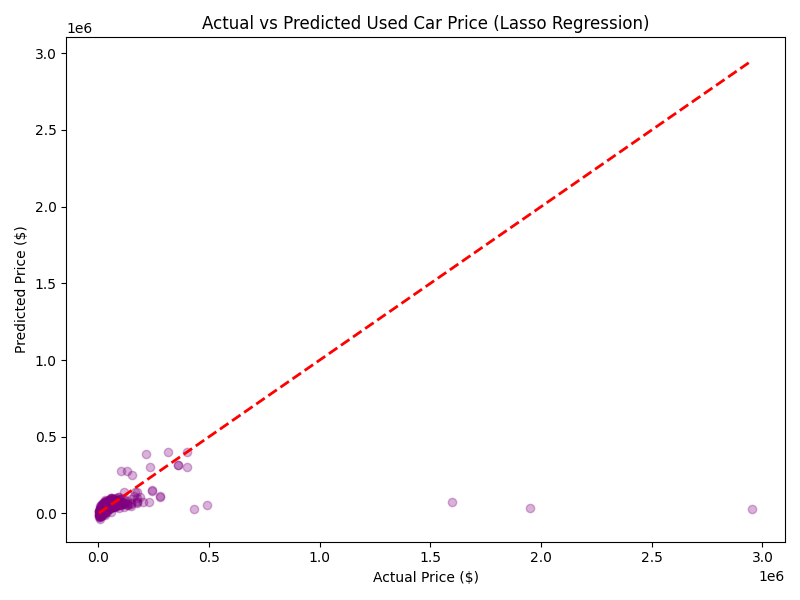 Actual vs Predicted Used Car Price (Lasso Regression)
1e6
3.0
2.5
2.0
1.5
1.0
0.5
0.0
Predicted Price ($)
0.0 0.5 1.0 1.5 2.0 2.5 3.0
Actual Price ($)
1e6